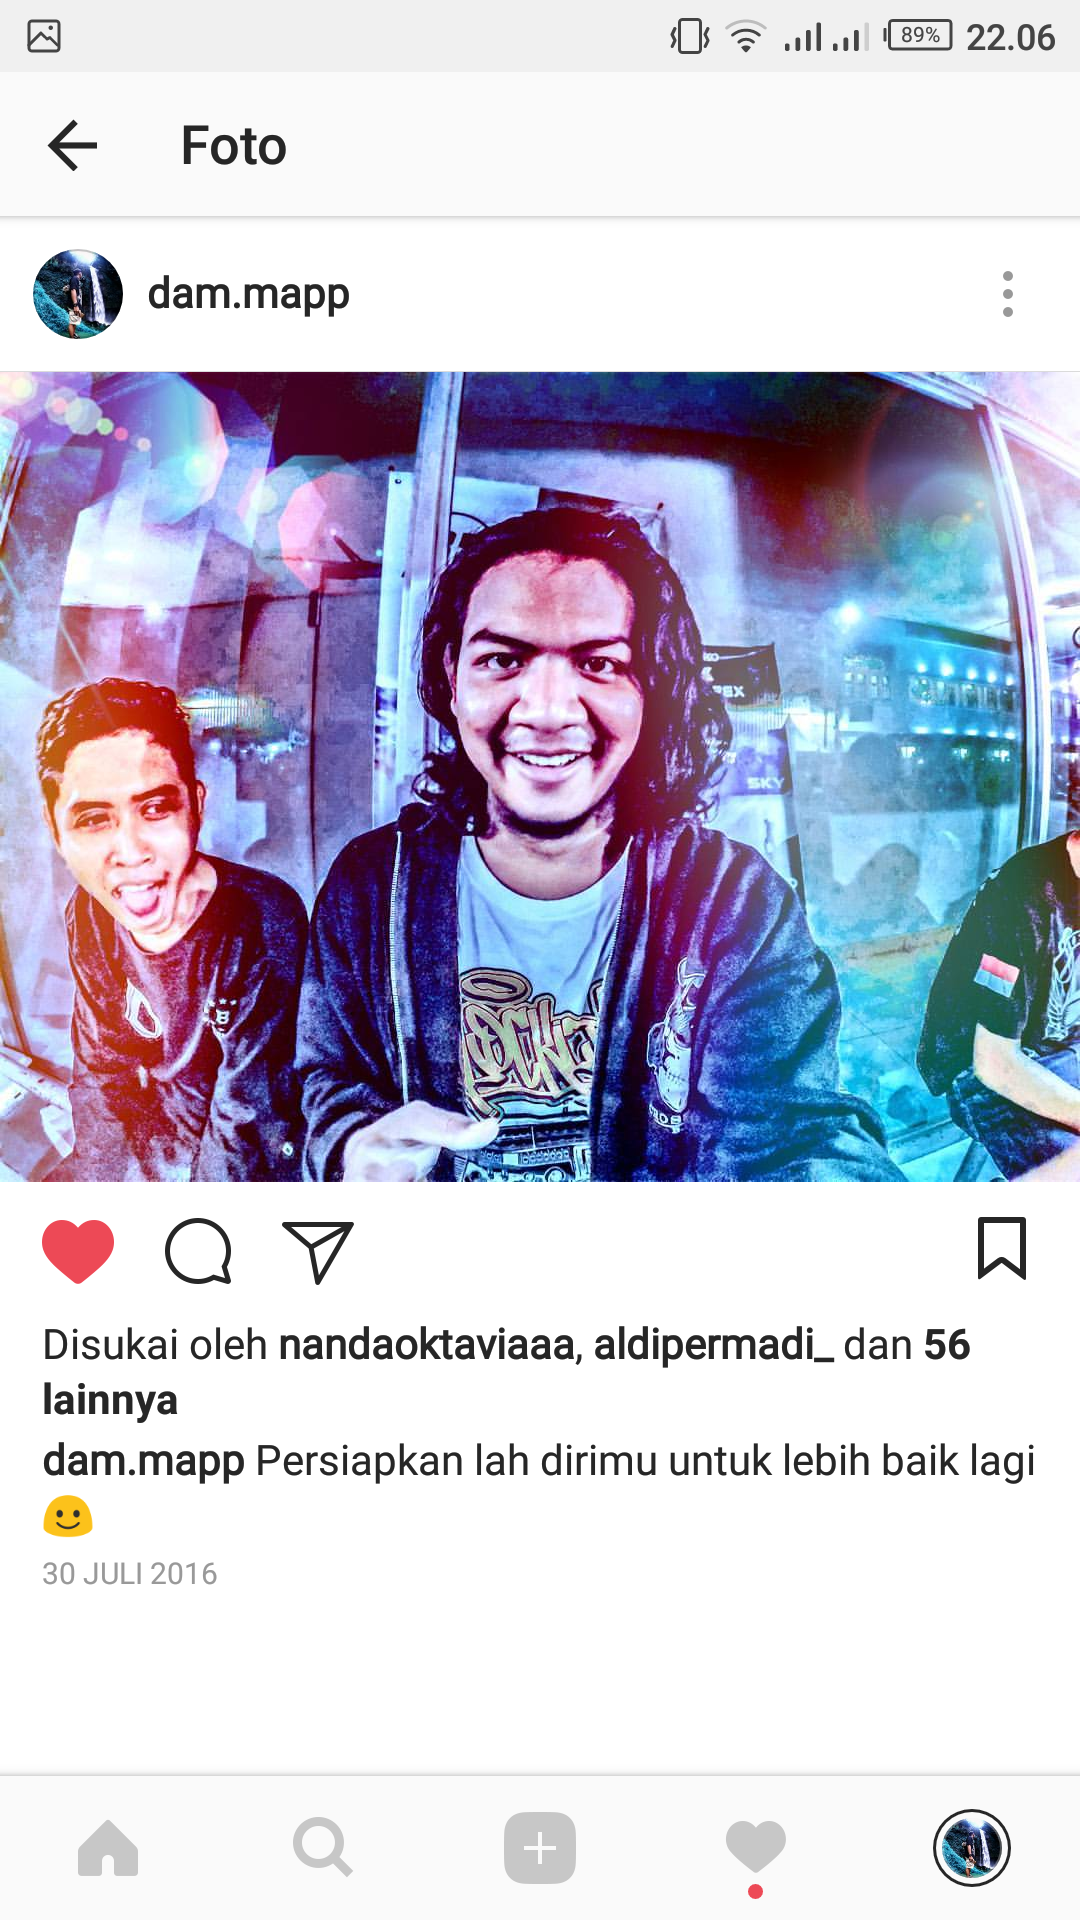 89% 22.06
Foto
dam.mapp
SKY
B
Disukai oleh nandaoktaviaaa, aldipermadi_ dan 56
lainnya
dam.mapp Persiapkan lah dirimu untuk lebih baik lagi
🙂
30 JULI 2016